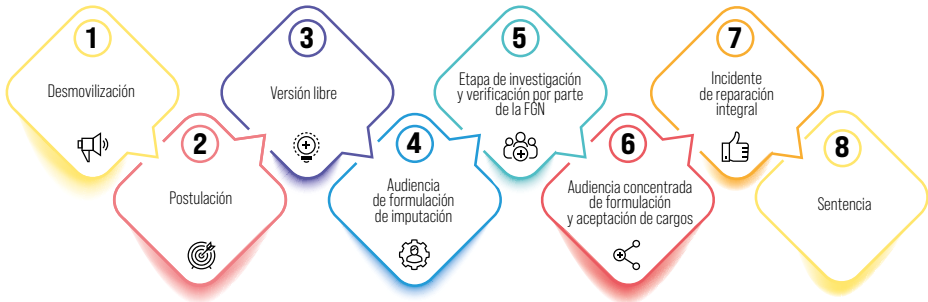 1
Desmovilización
2
Postulación
3
Versión libre
4
Audiencia
de formulación
de imputación
5
Etapa de investigación
y verificación por parte
de la FGN
6
Audiencia concentrada
de formulación
y aceptación de cargos
7
Incidente
de reparación
integral
8
Sentencia